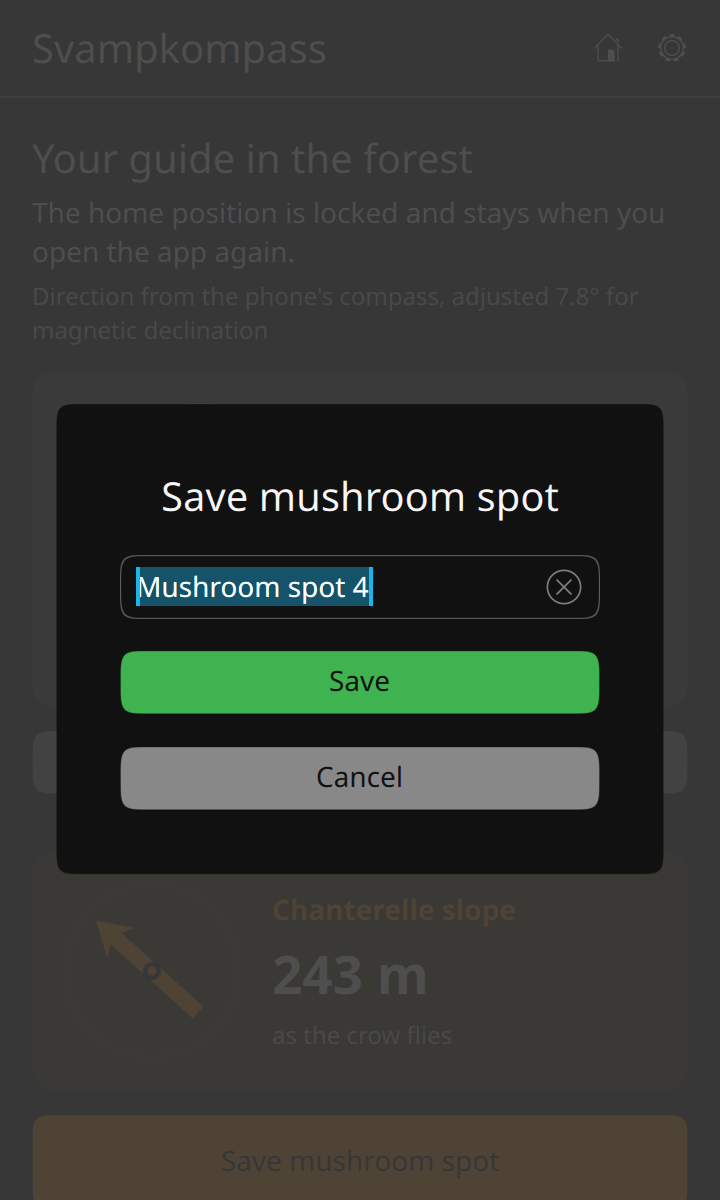 Svampkompass
Your guide in the forest
The home position is locked and stays when you
open the app again.
Direction from the phone's compass, adjusted 7.8° for
magnetic declination
Save mushroom spot
Mushroom spot 4
Save
Cancel
Chanterelle slope
243 m
as the crow flies
Save mushroom spot